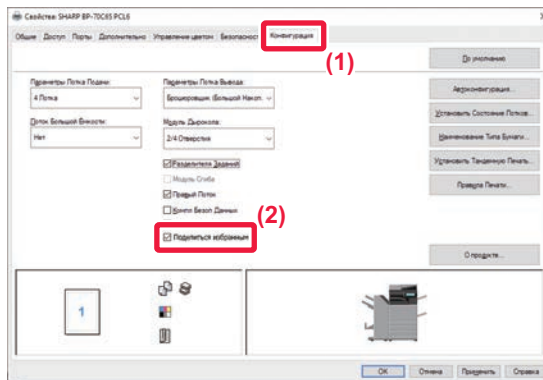 Свойства: SHARP BP-70C65 PCL6
Общие Доступ Порты Дополнительно Управление цветом Безопасность Конфигурация
(1)
По умолчанию
Параметры Лотка Подачи:
Параметры Лотка Вывода:
4 Лотка
Брошюровщик (Большой Накоп.
Автоконфигурация...
Лоток Большой Емкости:
Модуль Дырокола:
Установить Состояние Лотков...
Нет
2/4 Отверстия
Наименование Типа Бумаги...
Разделителя Заданий
Установить Тандемную Печать...
Модуль Сгиба
Правый Лоток
Правила Печати...
Компл Безоп Данных
(2)
Поделиться избранным
О продукте...
1
OK Отмена Применить Справка